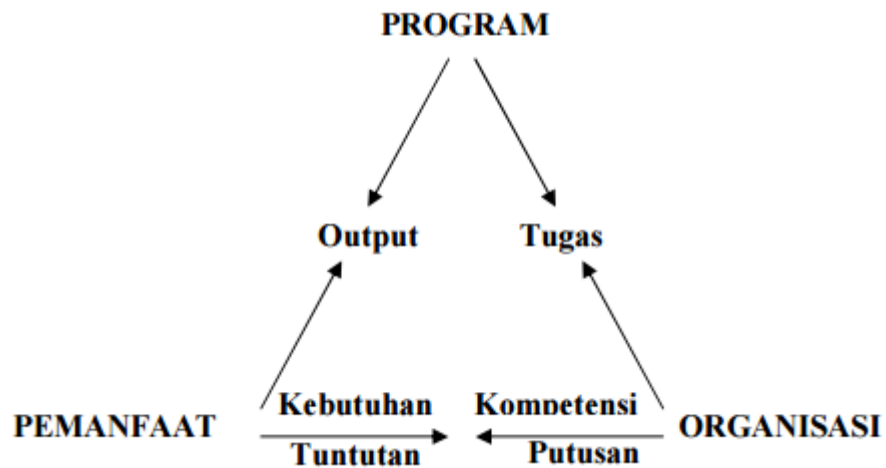 PROGRAM
Output Tugas
Kebutuhan Kompetensi
PEMANFAAT ORGANISASI
Tuntutan Putusan